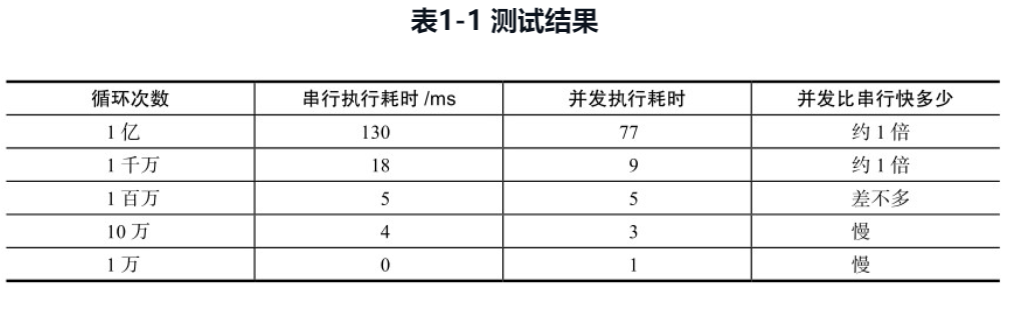 表1-1 测试结果
循环次数 串行执行耗时 /ms 并发执行耗时 并发比串行快多少
1 亿 130 77 约 1 倍
1 千万 18 9 约 1 倍
1 百万 5 5 差不多
10 万 4 3 慢
1 万 0 1 慢